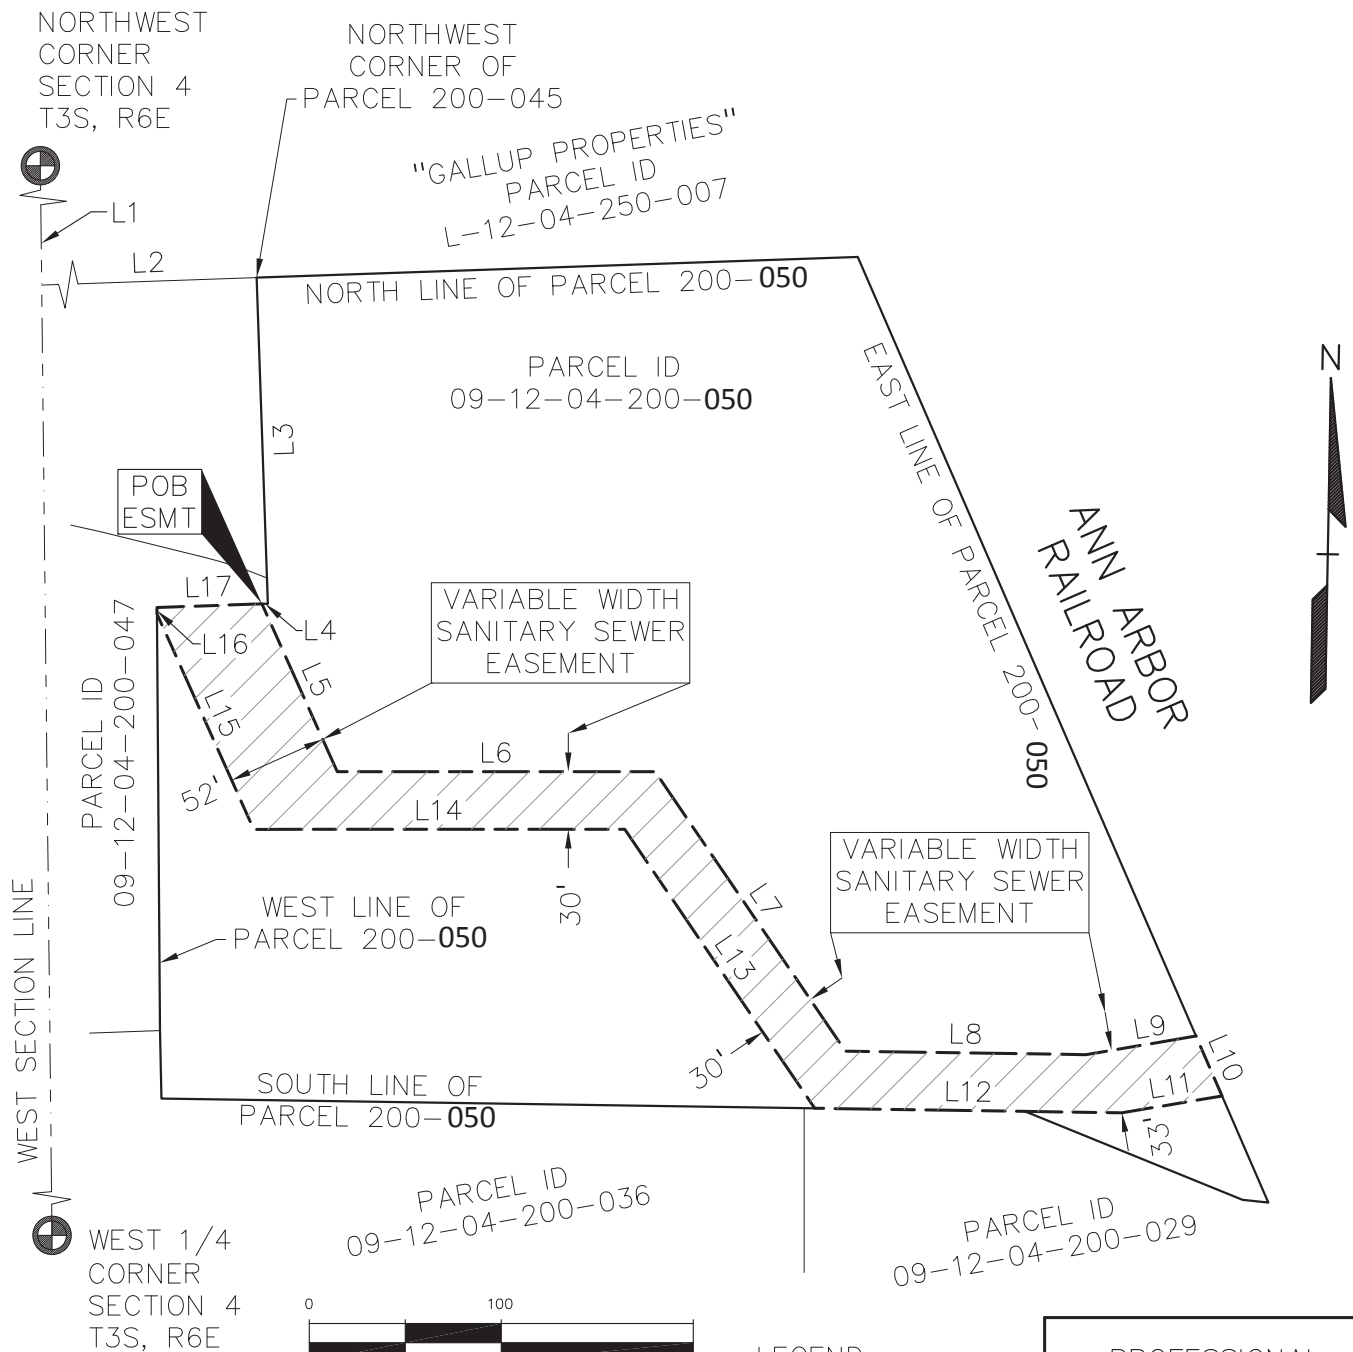 NORTHWEST
CORNER
SECTION 4
T3S, R6E
NORTHWEST
CORNER OF
PARCEL 200-045
"GALLUP PROPERTIES"
PARCEL ID
L-12-04-250-007
L1
L2
NORTH LINE OF PARCEL 200-050
PARCEL ID
09-12-04-200-050
EAST LINE OF PARCEL 200-050
N
L3
POB
ESMT
ANN ARBOR
RAILROAD
L17
L4
L16
VARIABLE WIDTH
SANITARY SEWER
EASEMENT
PARCEL ID
09-12-04-200-047
L5
L15
52'
L6
L14
30'
VARIABLE WIDTH
SANITARY SEWER
EASEMENT
L7
L13
WEST LINE OF
PARCEL 200-050
WEST SECTION LINE
30'
L8
L9
L10
L12
L11
33'
SOUTH LINE OF
PARCEL 200-050
PARCEL ID
09-12-04-200-036
PARCEL ID
09-12-04-200-029
WEST 1/4
CORNER
SECTION 4
T3S, R6E
0 100